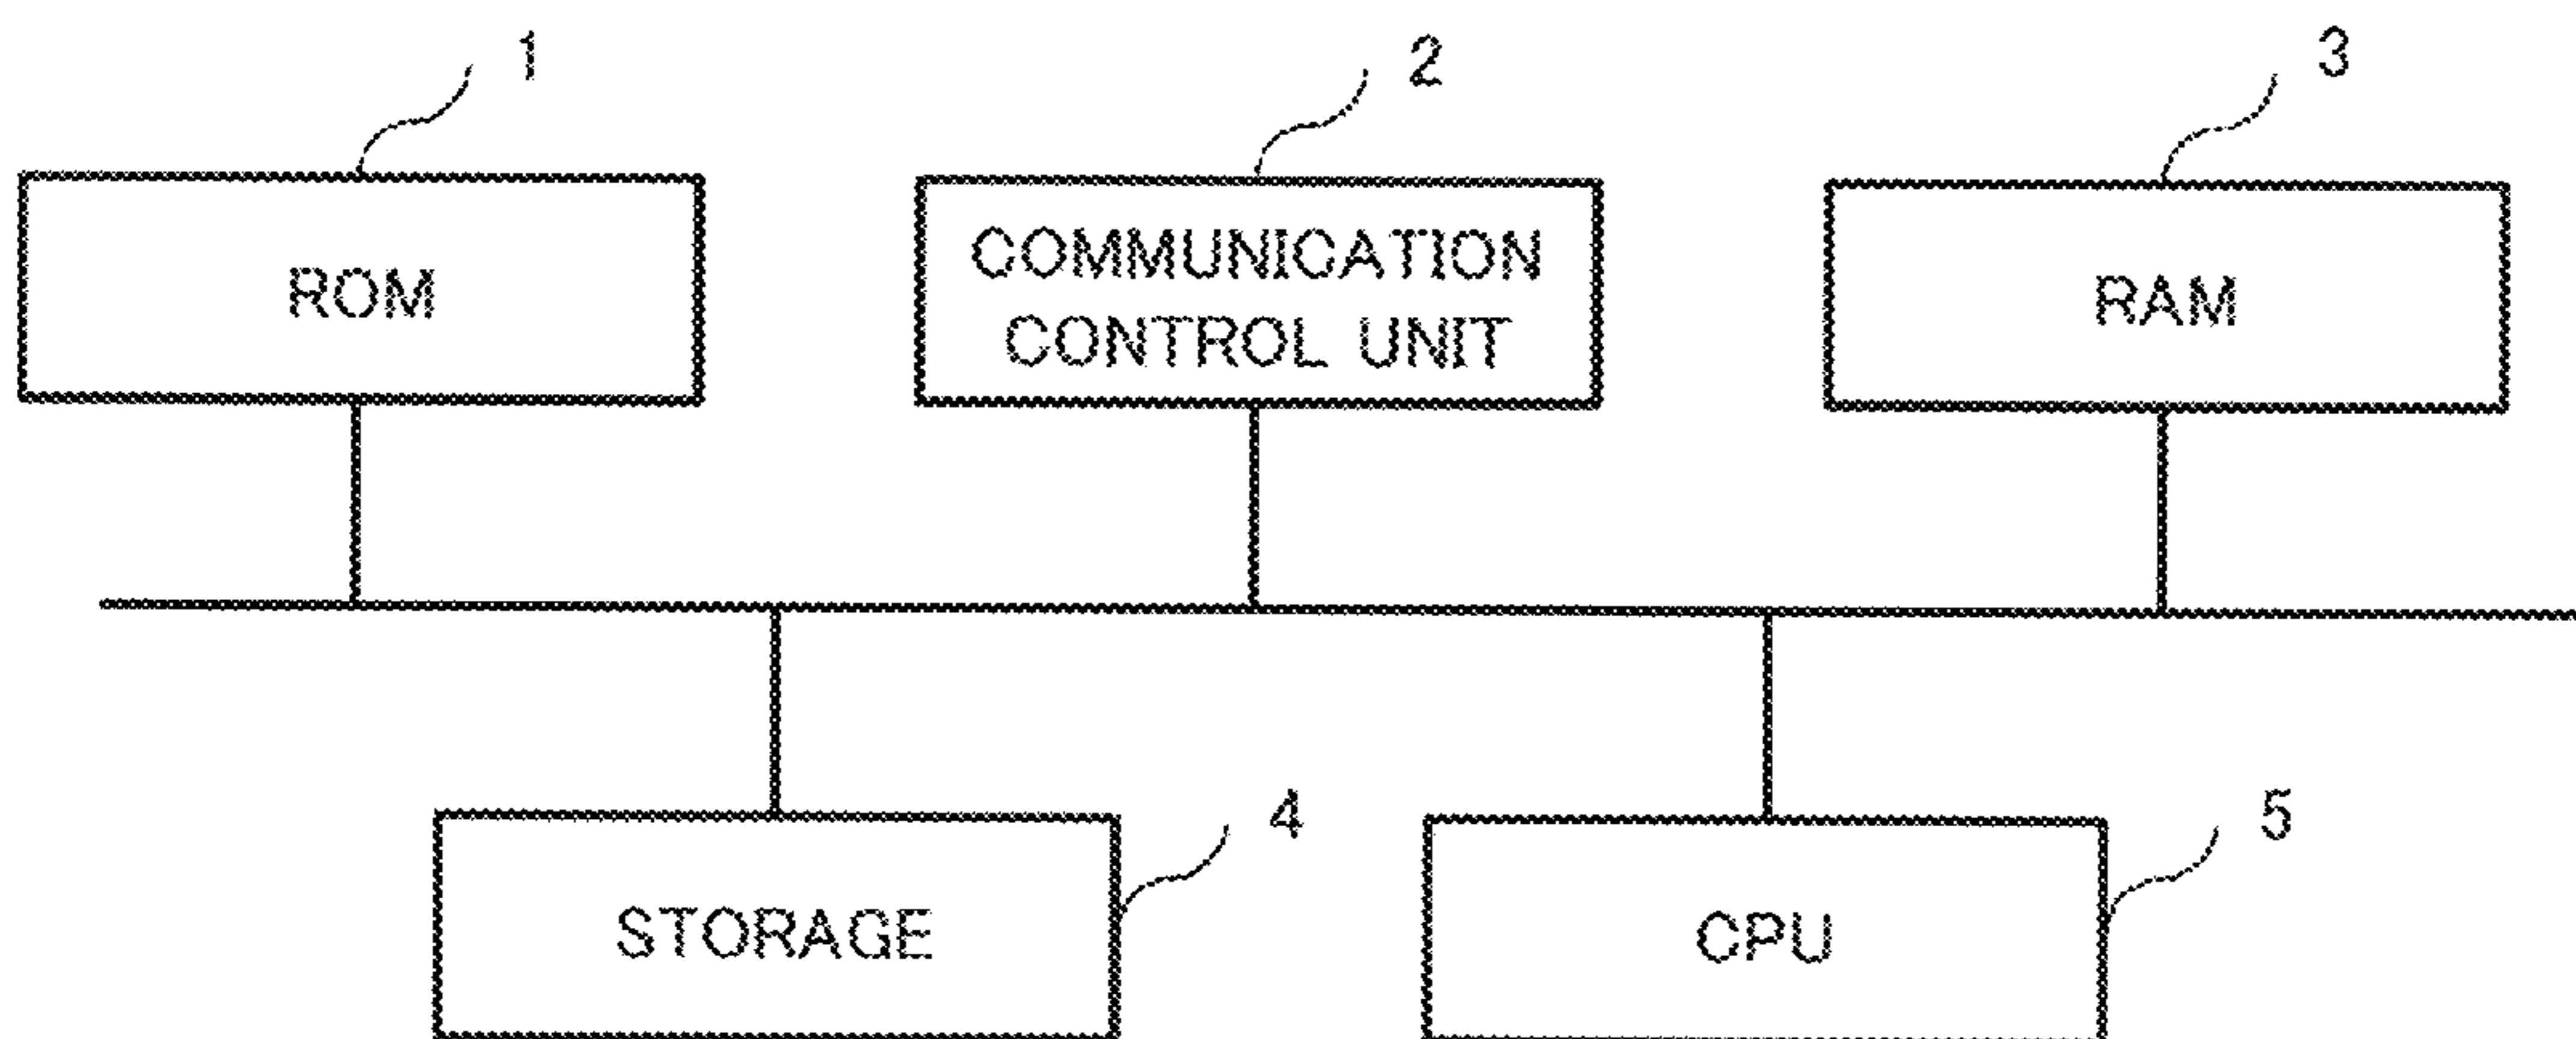 1
2
3
ROM
COMMUNICATION
CONTROL UNIT
RAM
4
5
STORAGE
CPU